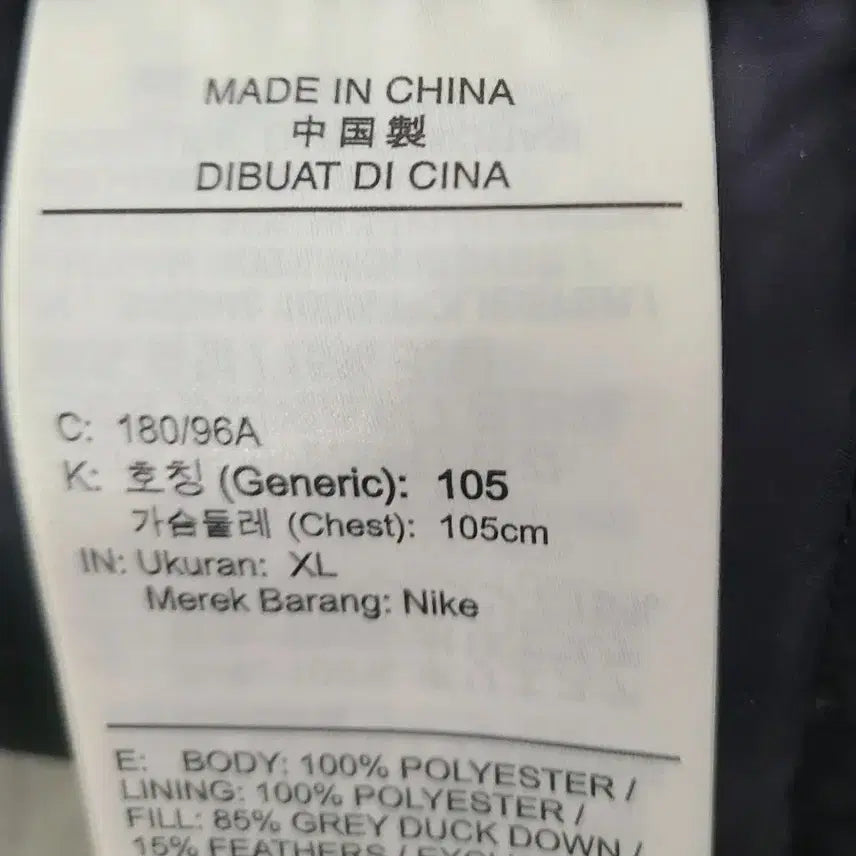 MADE IN CHINA
中国製
DIBUAT DI CINA
C: 180/96A
K: 호칭 (Generic): 105
가슴둘레 (Chest): 105cm
IN: Ukuran: XL
Merek Barang: Nike
E: BODY: 100% POLYESTER /
LINING: 100% POLYESTER /
FILL: 85% GREY DUCK DOWN /
15% FEATHERS /